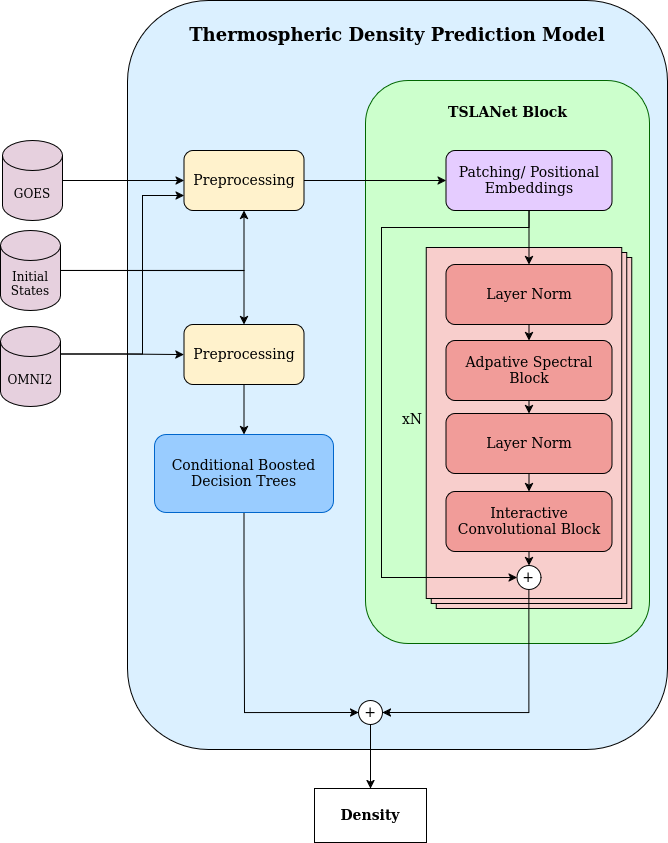 Thermospheric Density Prediction Model
TSLANet Block
GOES
Preprocessing
Patching/ Positional
Embeddings
Initial
States
Layer Norm
OMNI2
Preprocessing
Adpative Spectral
Block
xN
Layer Norm
Conditional Boosted
Decision Trees
Interactive
Convolutional Block
+
+
Density